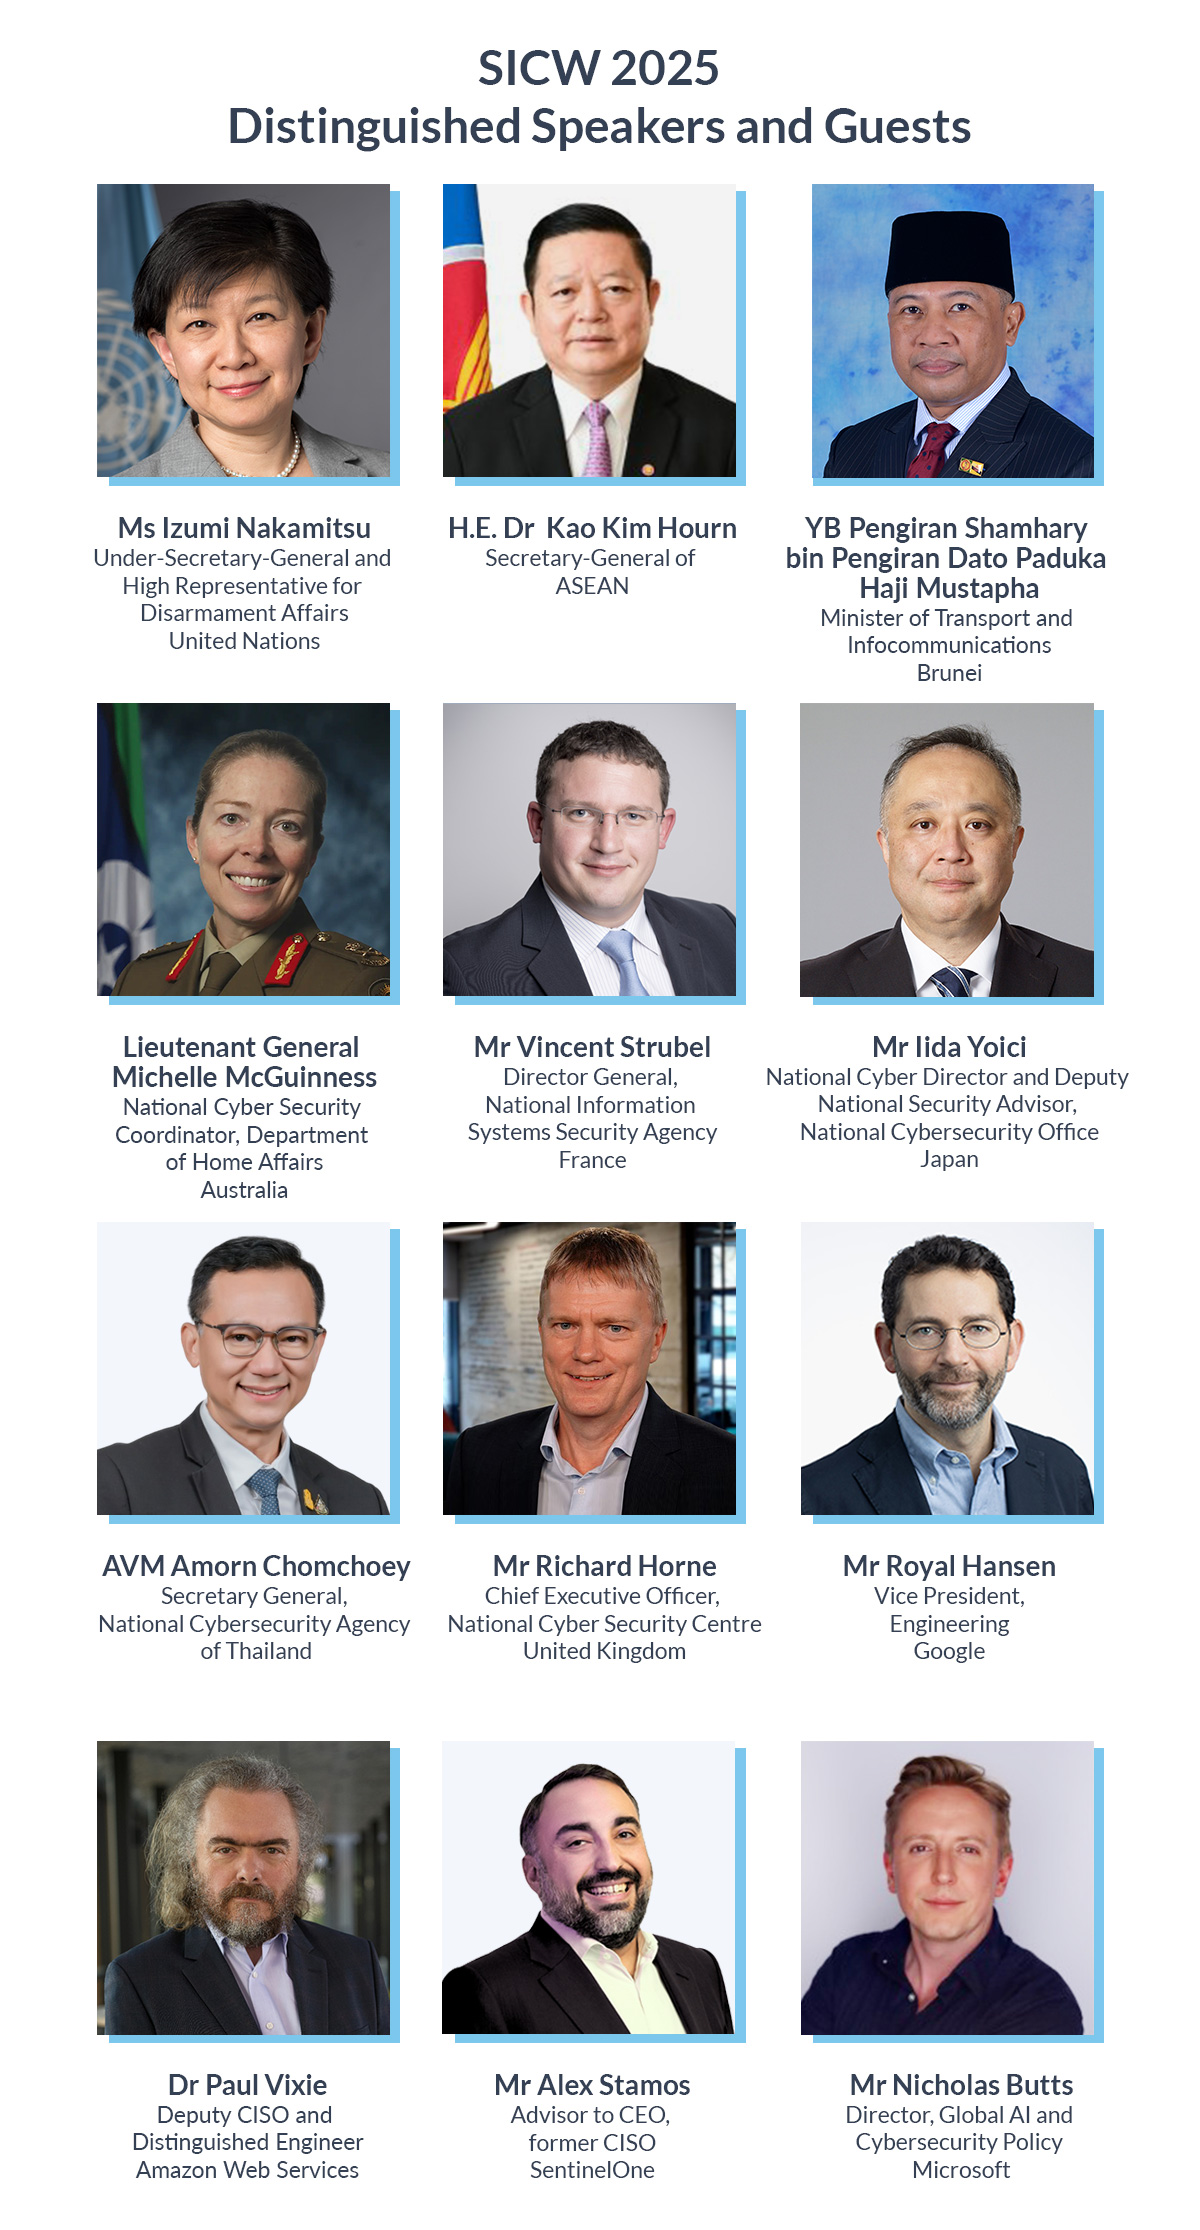 SICW 2025
Distinguished Speakers and Guests
Ms Izumi Nakamitsu
Under-Secretary-General and
High Representative for
Disarmament Affairs
United Nations
H.E. Dr Kao Kim Hourn
Secretary-General of
ASEAN
YB Pengiran Shamhary
bin Pengiran Dato Paduka
Haji Mustapha
Minister of Transport and
Infocommunications
Brunei
Lieutenant General
Michelle McGuinness
National Cyber Security
Coordinator, Department
of Home Affairs
Australia
Mr Vincent Strubel
Director General,
National Information
Systems Security Agency
France
Mr Iida Yoici
National Cyber Director and Deputy
National Security Advisor,
National Cybersecurity Office
Japan
AVM Amorn Chomchoey
Secretary General,
National Cybersecurity Agency
of Thailand
Mr Richard Horne
Chief Executive Officer,
National Cyber Security Centre
United Kingdom
Mr Royal Hansen
Vice President,
Engineering
Google
Dr Paul Vixie
Deputy CISO and
Distinguished Engineer
Amazon Web Services
Mr Alex Stamos
Advisor to CEO,
former CISO
SentinelOne
Mr Nicholas Butts
Director, Global AI and
Cybersecurity Policy
Microsoft